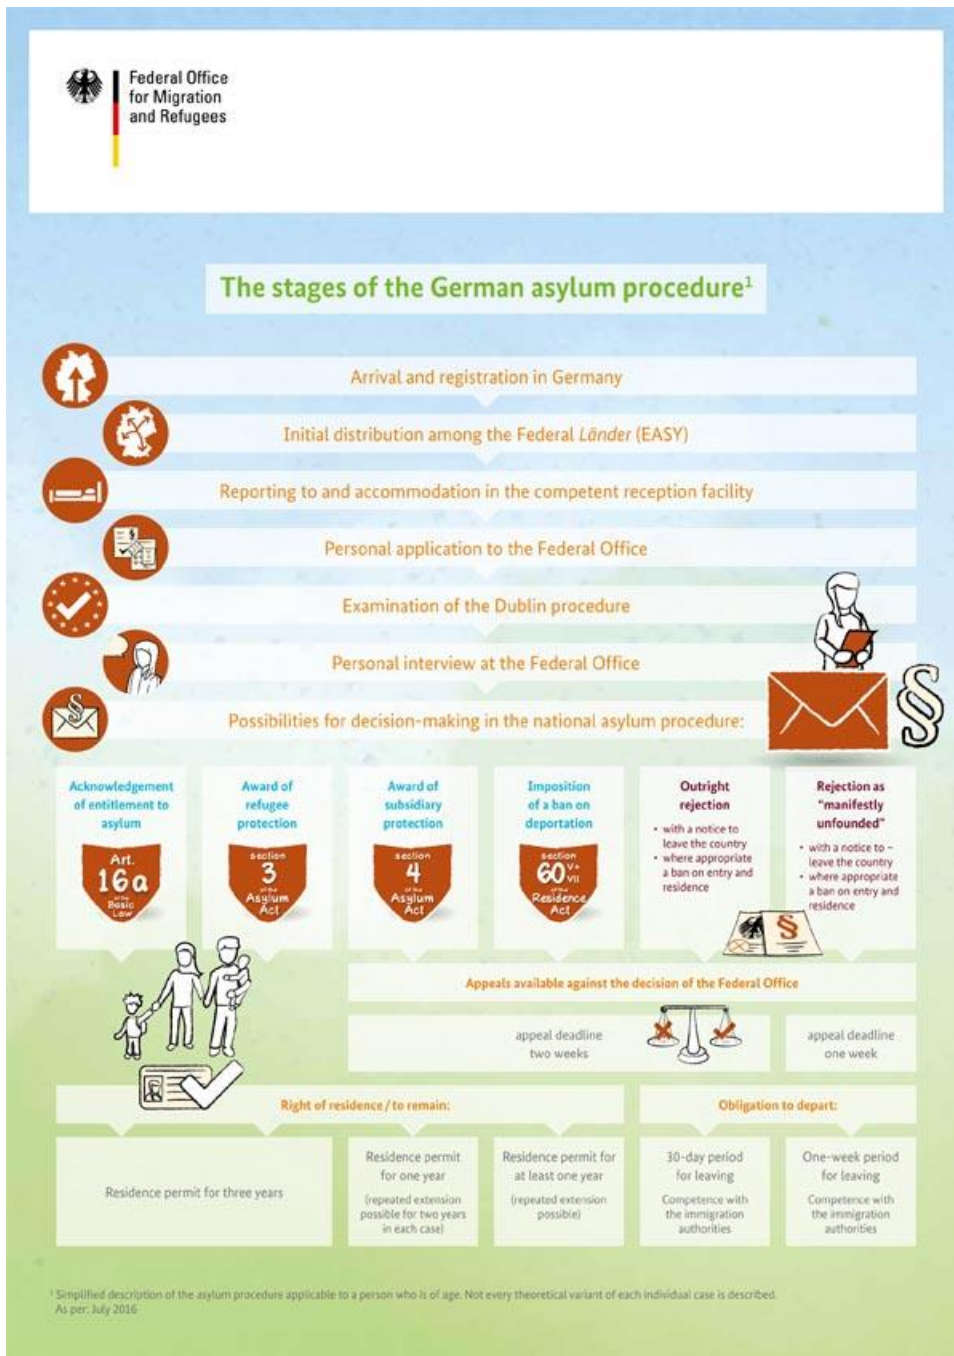 Federal Office
for Migration
and Refugees
The stages of the German asylum procedure¹
Arrival and registration in Germany
Initial distribution among the Federal Länder (EASY)
Reporting to and accommodation in the competent reception facility
Personal application to the Federal Office
Examination of the Dublin procedure
Personal interview at the Federal Office
Possibilities for decision-making in the national asylum procedure:
§
§
Acknowledgement
of entitlement to
asylum
Art.
16a
of the
Basic
Law
Award of
refugee
protection
section
3
of the
Asylum
Act
Award of
subsidiary
protection
section
4
of the
Asylum
Act
Imposition
of a ban on
deportation
section
60 V+
VII
of the
Residence
Act
Outright
rejection
• with a notice to
leave the country
• where appropriate
a ban on entry and
residence
Rejection as
"manifestly
unfounded"
• with a notice to –
leave the country
• where appropriate
a ban on entry and
residence
§
Appeals available against the decision of the Federal Office
appeal deadline
two weeks
appeal deadline
one week
Right of residence / to remain:
Obligation to depart:
Residence permit for three years
Residence permit
for one year
(repeated extension
possible for two years
in each case)
Residence permit for
at least one year
(repeated extension
possible)
30-day period
for leaving
Competence with
the immigration
authorities
One-week period
for leaving
Competence with
the immigration
authorities
¹ Simplified description of the asylum procedure applicable to a person who is of age. Not every theoretical variant of each individual case is described.
As per: July 2016